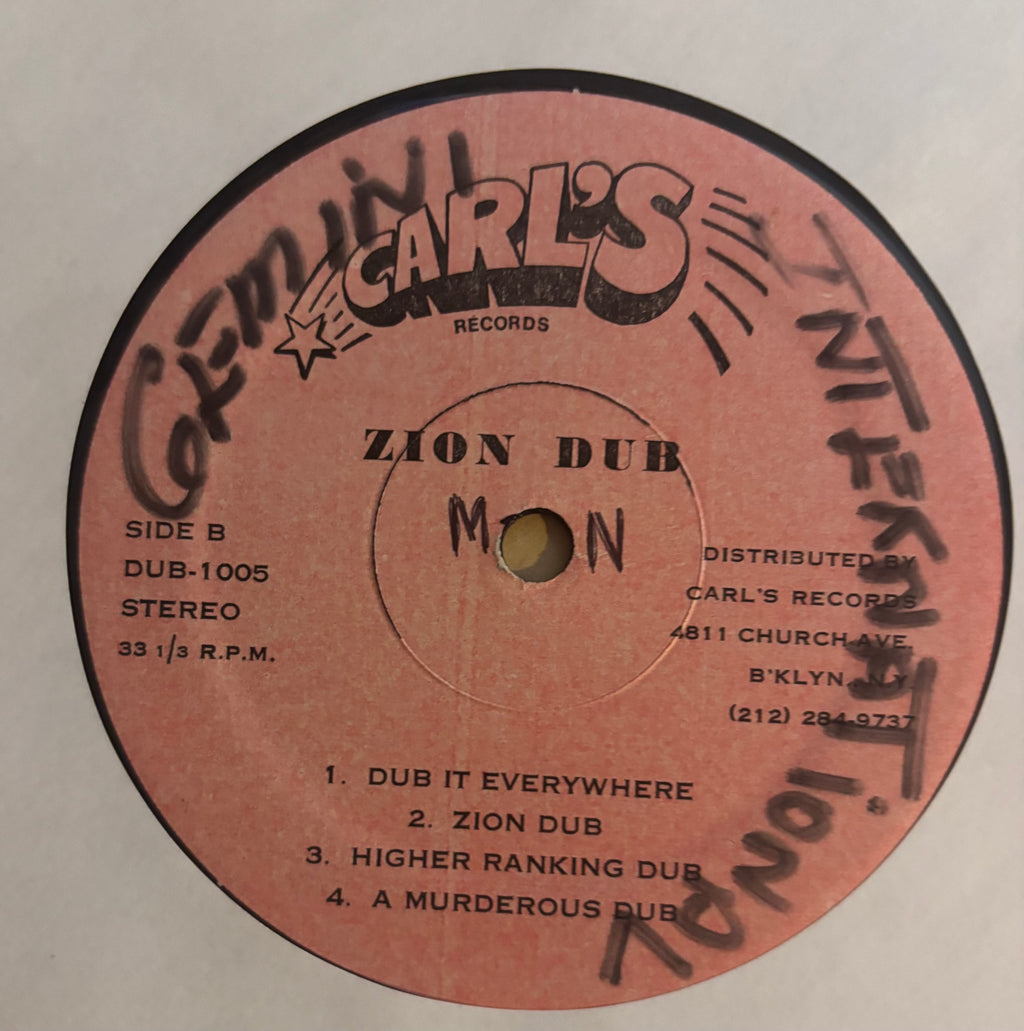 GEMINI
INTERNATIONAL
CARL'S
RECORDS
ZION DUB
SIDE B
DUB-1005
STEREO
33 1/3 R.P.M.
DISTRIBUTED BY
CARL'S RECORDS
4811 CHURCH AVE.
B'KLYN, N.Y.
(212) 284-9737
1. DUB IT EVERYWHERE
2. ZION DUB
3. HIGHER RANKING DUB
4. A MURDEROUS DUB